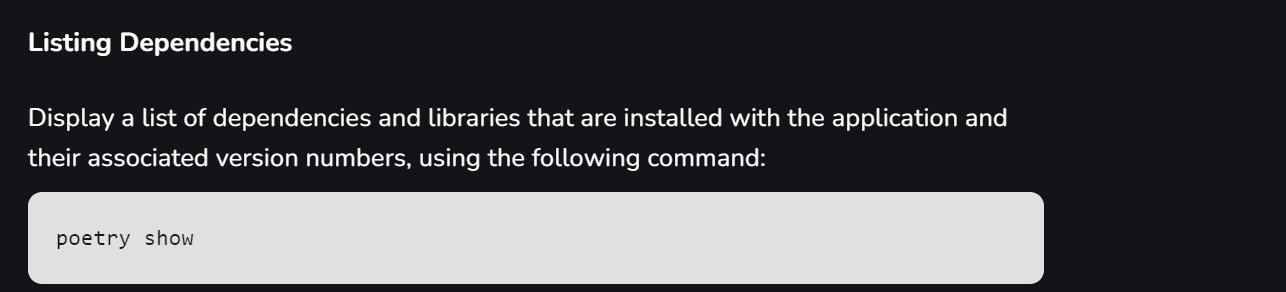 Listing Dependencies
Display a list of dependencies and libraries that are installed with the application and
their associated version numbers, using the following command:
poetry show